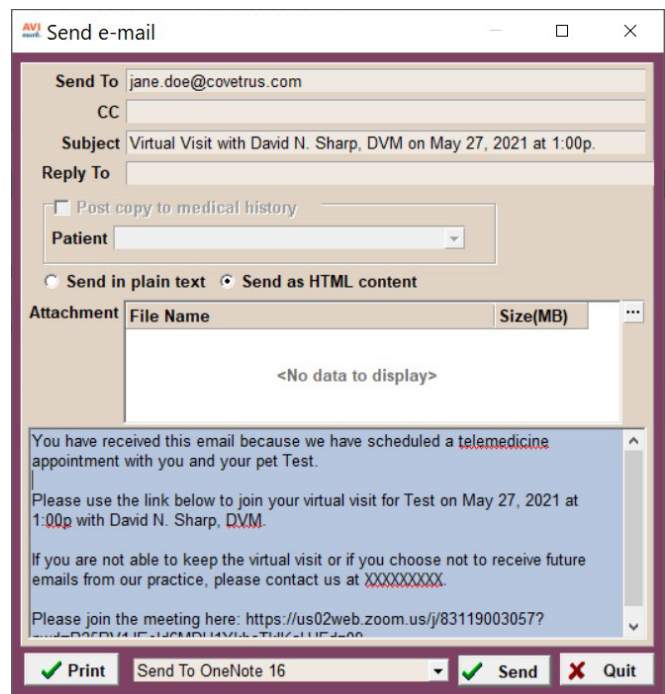 AVI mark. Send e-mail
Send To jane.doe@covetrus.com
CC
Subject Virtual Visit with David N. Sharp, DVM on May 27, 2021 at 1:00p.
Reply To
Post copy to medical history
Patient
Send in plain text Send as HTML content
Attachment File Name Size(MB) ...
<No data to display>
You have received this email because we have scheduled a telemedicine
appointment with you and your pet Test.
Please use the link below to join your virtual visit for Test on May 27, 2021 at
1:00p with David N. Sharp, DVM.
If you are not able to keep the virtual visit or if you choose not to receive future
emails from our practice, please contact us at XXXXXXXXX.
Please join the meeting here: https://us02web.zoom.us/j/83119003057?
Print Send To OneNote 16 Send Quit